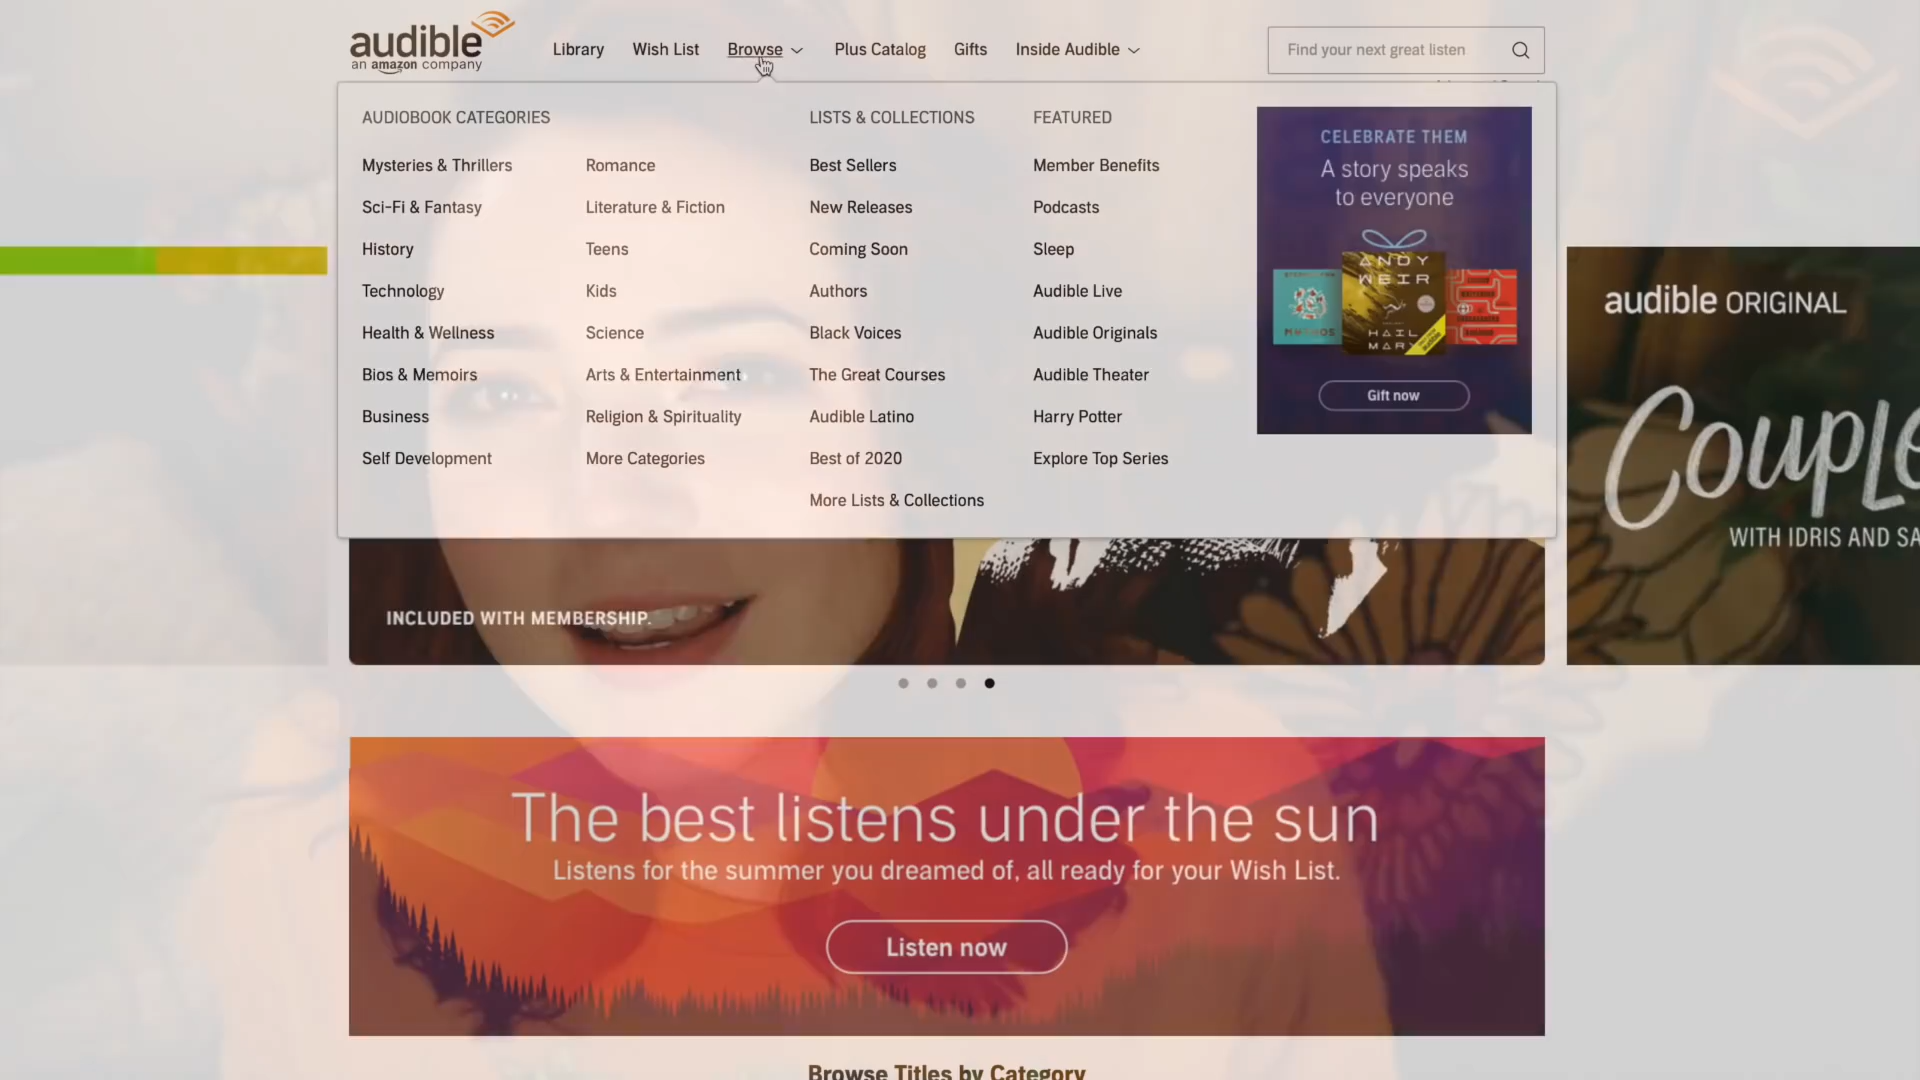 audible
an amazon company
Library
Wish List
Browse
Plus Catalog
Gifts
Inside Audible
Find your next great listen
AUDIOBOOK CATEGORIES
Mysteries & Thrillers
Sci-Fi & Fantasy
History
Technology
Health & Wellness
Bios & Memoirs
Business
Self Development
Romance
Literature & Fiction
Teens
Kids
Science
Arts & Entertainment
Religion & Spirituality
More Categories
LISTS & COLLECTIONS
Best Sellers
New Releases
Coming Soon
Authors
Black Voices
The Great Courses
Audible Latino
Best of 2020
More Lists & Collections
FEATURED
Member Benefits
Podcasts
Sleep
Audible Live
Audible Originals
Audible Theater
Harry Potter
Explore Top Series
CELEBRATE THEM
A story speaks
to everyone
MYTHOS
ANDY
WEIR
HAIL
MARY
Gift now
audible ORIGINAL
Couple
WITH IDRIS AND SA
INCLUDED WITH MEMBERSHIP.
The best listens under the sun
Listens for the summer you dreamed of, all ready for your Wish List.
Listen now
Browse Titles by Category